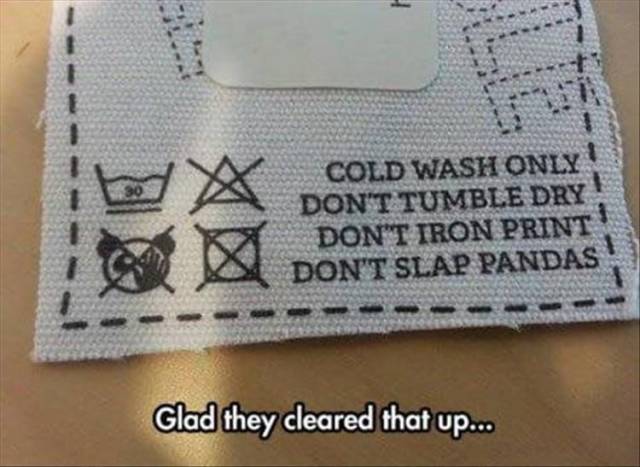 30
COLD WASH ONLY
DON'T TUMBLE DRY
DON'T IRON PRINT
DON'T SLAP PANDAS
Glad they cleared that up...